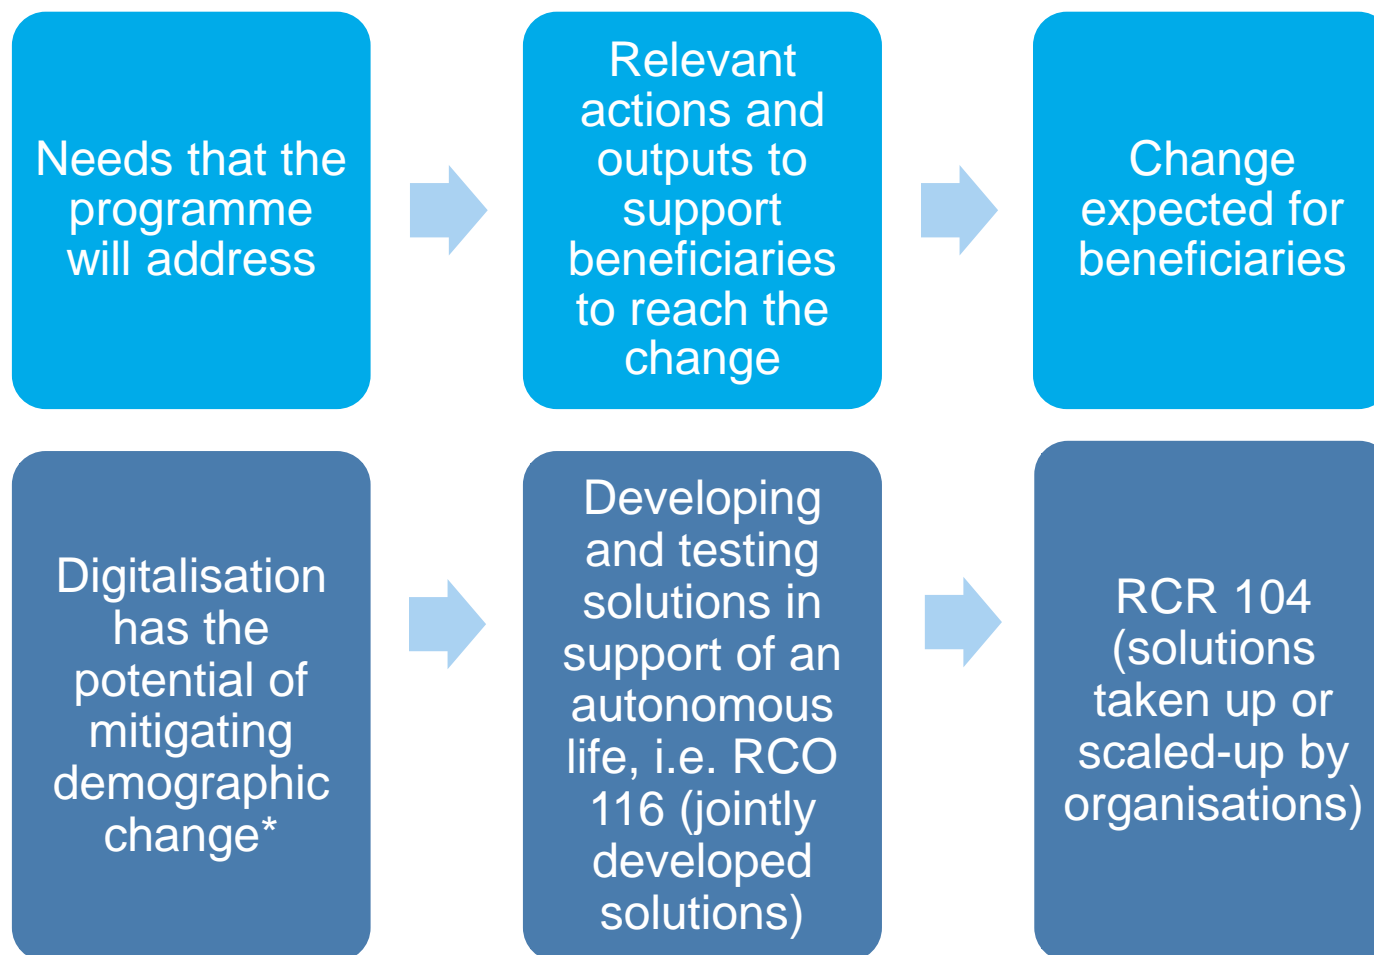 Needs that the
programme
will address
Relevant
actions and
outputs to
support
beneficiaries
to reach the
change
Change
expected for
beneficiaries
Digitalisation
has the
potential of
mitigating
demographic
change*
Developing
and testing
solutions in
support of an
autonomous
life, i.e. RCO
116 (jointly
developed
solutions)
RCR 104
(solutions
taken up or
scaled-up by
organisations)